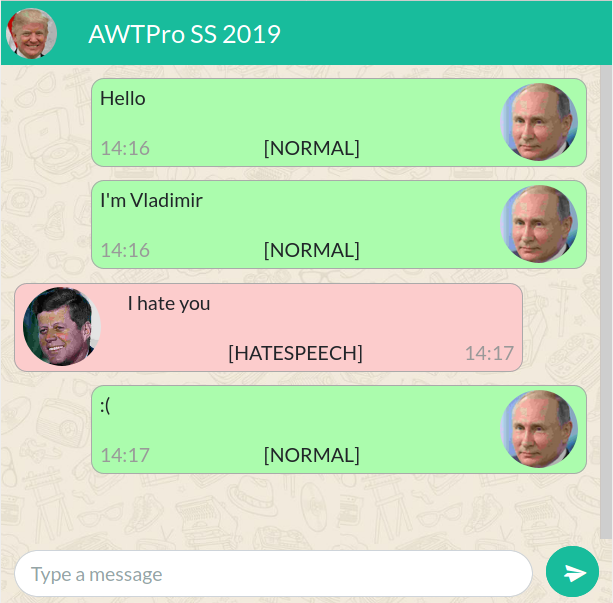 AWTPro SS 2019
Hello
14:16 [NORMAL]
I'm Vladimir
14:16 [NORMAL]
I hate you
[HATESPEECH] 14:17
:(
14:17 [NORMAL]
Type a message